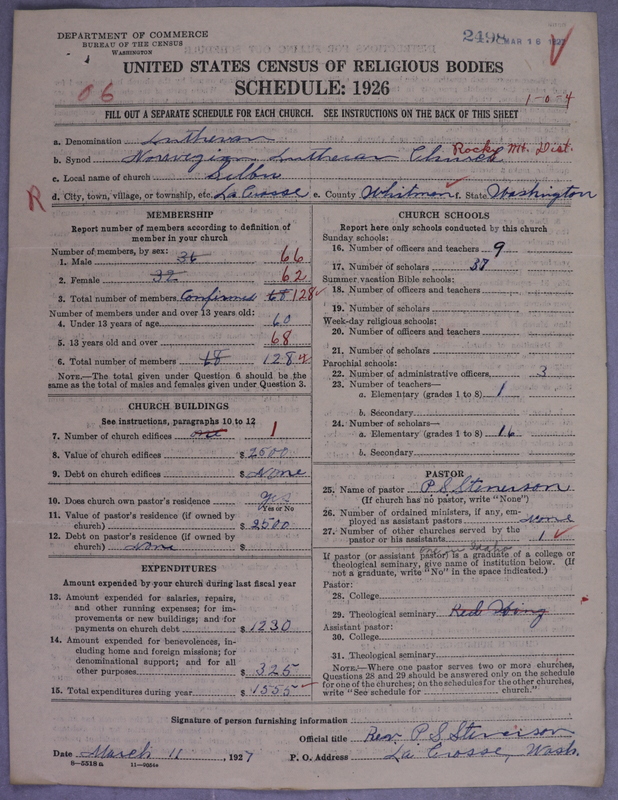 DEPARTMENT OF COMMERCE
BUREAU OF THE CENSUS
WASHINGTON
2498 MAR 16 1927
UNITED STATES CENSUS OF RELIGIOUS BODIES
SCHEDULE: 1926
06
1-0-4
FILL OUT A SEPARATE SCHEDULE FOR EACH CHURCH. SEE INSTRUCTIONS ON THE BACK OF THIS SHEET
a. Denomination Lutheran
b. Synod Norwegian Lutheran Church Rocky Mt. Dist.
c. Local name of church Selbu
R d. City, town, village, or township, etc. La Crosse e. County Whitman f. State Washington
MEMBERSHIP
Report number of members according to definition of
member in your church
Number of members, by sex:
1. Male 36 66
2. Female 32 62
3. Total number of members Confirmed 68 128
Number of members under and over 13 years old:
4. Under 13 years of age 60
5. 13 years old and over 68
6. Total number of members 68 128
NOTE.—The total given under Question 6 should be the
same as the total of males and females given under Question 3.
CHURCH BUILDINGS
See instructions, paragraphs 10 to 12
7. Number of church edifices one 1
8. Value of church edifices $ 2500
9. Debt on church edifices $ None
10. Does church own pastor's residence yes
Yes or No
11. Value of pastor's residence (if owned by
church) $ 2500
12. Debt on pastor's residence (if owned by
church) None $
EXPENDITURES
Amount expended by your church during last fiscal year
13. Amount expended for salaries, repairs,
and other running expenses; for im-
provements or new buildings; and for
payments on church debt $ 1230
14. Amount expended for benevolences, in-
cluding home and foreign missions; for
denominational support; and for all
other purposes $ 325
15. Total expenditures during year $ 1555
CHURCH SCHOOLS
Report here only schools conducted by this church
Sunday schools:
16. Number of officers and teachers 9
17. Number of scholars 37
Summer vacation Bible schools:
18. Number of officers and teachers
19. Number of scholars
Week-day religious schools:
20. Number of officers and teachers
21. Number of scholars
Parochial schools:
22. Number of administrative officers 3
23. Number of teachers—
a. Elementary (grades 1 to 8) 1
b. Secondary
24. Number of scholars—
a. Elementary (grades 1 to 8) 16
b. Secondary
PASTOR
25. Name of pastor P S Stenerson
(If church has no pastor, write "None")
26. Number of ordained ministers, if any, em-
ployed as assistant pastors None
27. Number of other churches served by the
pastor or his assistants 1
one in Idaho
If pastor (or assistant pastor) is a graduate of a college or
theological seminary, give name of institution below. (If
not a graduate, write "No" in the space indicated.)
Pastor:
28. College
29. Theological seminary Red Wing
Assistant pastor:
30. College
31. Theological seminary
NOTE.—Where one pastor serves two or more churches,
Questions 28 and 29 should be answered only on the schedule
for one of the churches; on the schedules for the other churches,
write "See schedule for church."
Signature of person furnishing information
Official title Rev. P S Stenerson
Date March 11, 1927 P. O. Address La Crosse, Wash.
8-5518a 11-9054a